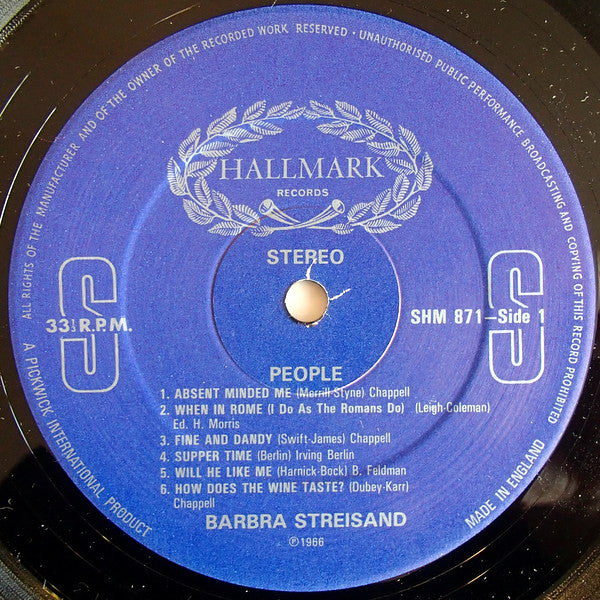 ALL RIGHTS OF THE MANUFACTURER AND OF THE OWNER OF THE RECORDED WORK RESERVED · UNAUTHORISED PUBLIC PERFORMANCE BROADCASTING AND COPYING OF THIS RECORD PROHIBITED
HALLMARK
RECORDS
STEREO
S
S
33⅓ R.P.M.
SHM 871–Side 1
PEOPLE
1. ABSENT MINDED ME (Merrill-Styne) Chappell
2. WHEN IN ROME (I Do As The Romans Do) (Leigh-Coleman)
Ed. H. Morris
3. FINE AND DANDY (Swift-James) Chappell
4. SUPPER TIME (Berlin) Irving Berlin
5. WILL HE LIKE ME (Harnick-Bock) B. Feldman
6. HOW DOES THE WINE TASTE? (Dubey-Karr)
Chappell
BARBRA STREISAND
℗1966
A PICKWICK INTERNATIONAL PRODUCT
MADE IN ENGLAND